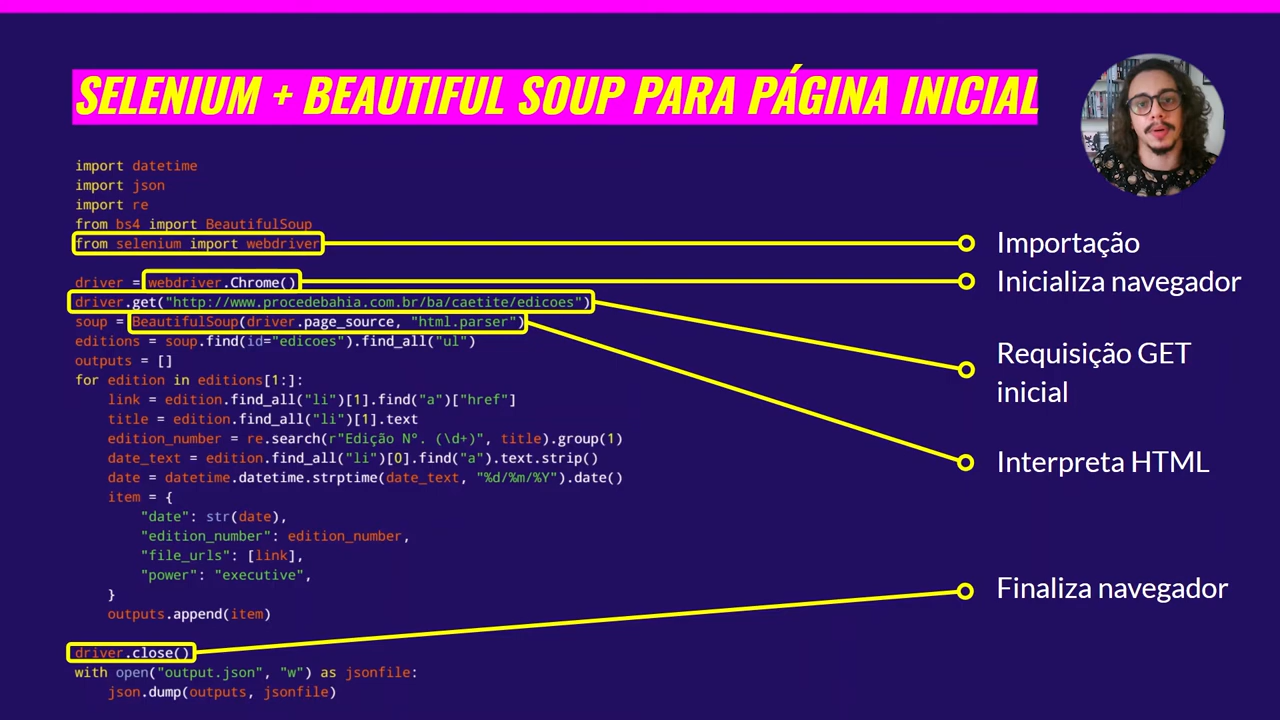 SELENIUM + BEAUTIFUL SOUP PARA PÁGINA INICIAL
import datetime
import json
import re
from bs4 import BeautifulSoup
from selenium import webdriver
driver = webdriver.Chrome()
driver.get("http://www.procedebahia.com.br/ba/caetite/edicoes")
soup = BeautifulSoup(driver.page_source, "html.parser")
editions = soup.find(id="edicoes").find_all("ul")
outputs = []
for edition in editions[1:]:
    link = edition.find_all("li")[1].find("a")["href"]
    title = edition.find_all("li")[1].text
    edition_number = re.search(r"Edição Nº. (\d+)", title).group(1)
    date_text = edition.find_all("li")[0].find("a").text.strip()
    date = datetime.datetime.strptime(date_text, "%d/%m/%Y").date()
    item = {
        "date": str(date),
        "edition_number": edition_number,
        "file_urls": [link],
        "power": "executive",
    }
    outputs.append(item)
driver.close()
with open("output.json", "w") as jsonfile:
    json.dump(outputs, jsonfile)
Importação
Inicializa navegador
Requisição GET
inicial
Interpreta HTML
Finaliza navegador